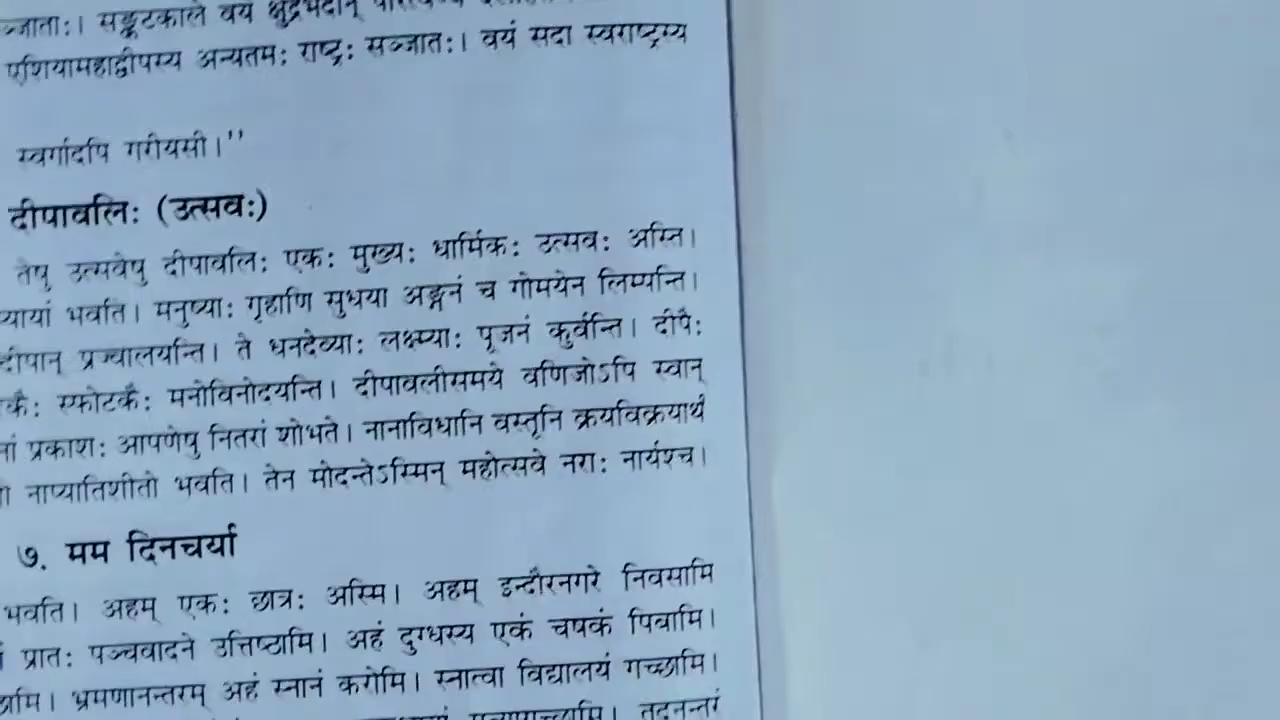 सङ्कटकाले वयं
एशियामहाद्वीपस्य अन्यतमः राष्ट्रः सञ्जातः। वयं सदा स्वराष्ट्रस्य
स्वर्गादपि गरीयसी।”
दीपावलिः (उत्सवः)
तेषु उत्सवेषु दीपावलिः एकः मुख्यः धार्मिकः उत्सवः अस्ति।
भवति। मनुष्याः गृहाणि सुधया अङ्गनं च गोमयेन लिम्पन्ति।
दीपान् प्रज्वालयन्ति। ते धनदेव्याः लक्ष्म्याः पूजनं कुर्वन्ति। दीपैः
स्फोटकैः मनोविनोदयन्ति। दीपावलीसमये वणिजोऽपि स्वान्
प्रकाशः आपणेषु नितरां शोभते। नानाविधानि वस्तूनि क्रयविक्रयार्थं
नाप्यातिशीतो भवति। तेन मोदन्तेऽस्मिन् महोत्सवे नराः नार्यश्च।
७. मम दिनचर्या
भवति। अहम् एकः छात्रः अस्मि। अहम् इन्दौरनगरे निवसामि
प्रातः पञ्चवादने उत्तिष्ठामि। अहं दुग्धस्य एकं चषकं पिबामि।
भ्रमणानन्तरम् अहं स्नानं करोमि। स्नात्वा विद्यालयं गच्छामि।
तदनन्तरं